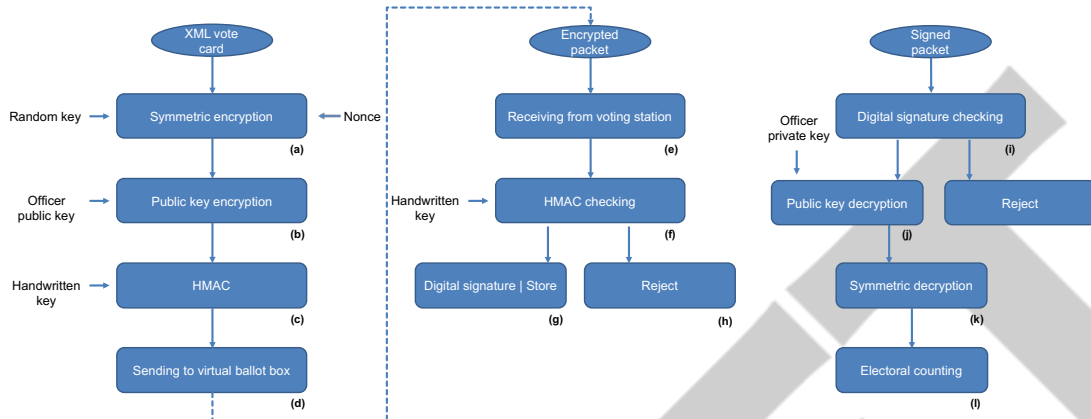 XML vote
card
Random key
Symmetric encryption
Nonce
(a)
Officer
public key
Public key encryption
(b)
Handwritten
key
HMAC
(c)
Sending to virtual ballot box
(d)
Encrypted
packet
Receiving from voting station
(e)
Handwritten
key
HMAC checking
(f)
Digital signature | Store
(g)
Reject
(h)
Signed
packet
Officer
private key
Digital signature checking
(i)
Public key decryption
(j)
Reject
Symmetric decryption
(k)
Electoral counting
(l)